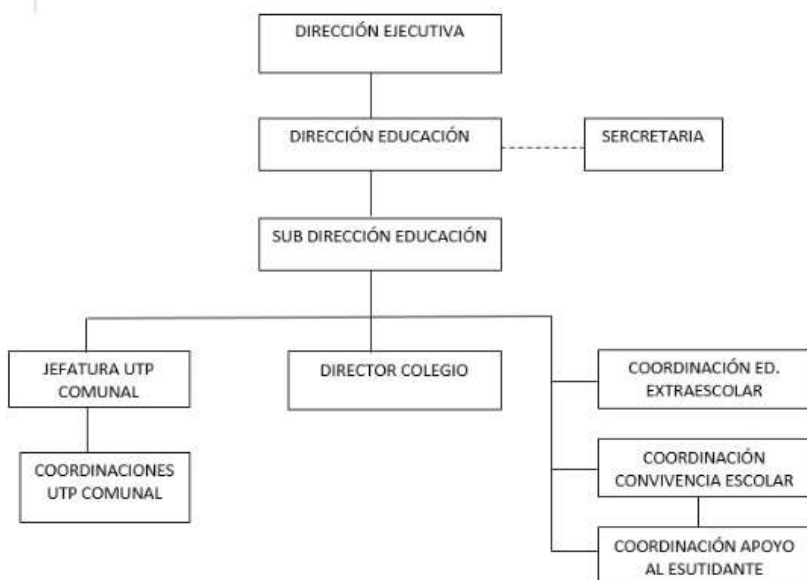 DIRECCIÓN EJECUTIVA
DIRECCIÓN EDUCACIÓN
SERCRETARIA
SUB DIRECCIÓN EDUCACIÓN
JEFATURA UTP
COMUNAL
DIRECTOR COLEGIO
COORDINACIÓN ED.
EXTRAESCOLAR
COORDINACIONES
UTP COMUNAL
COORDINACIÓN
CONVIVENCIA ESCOLAR
COORDINACIÓN APOYO
AL ESUTIDANTE